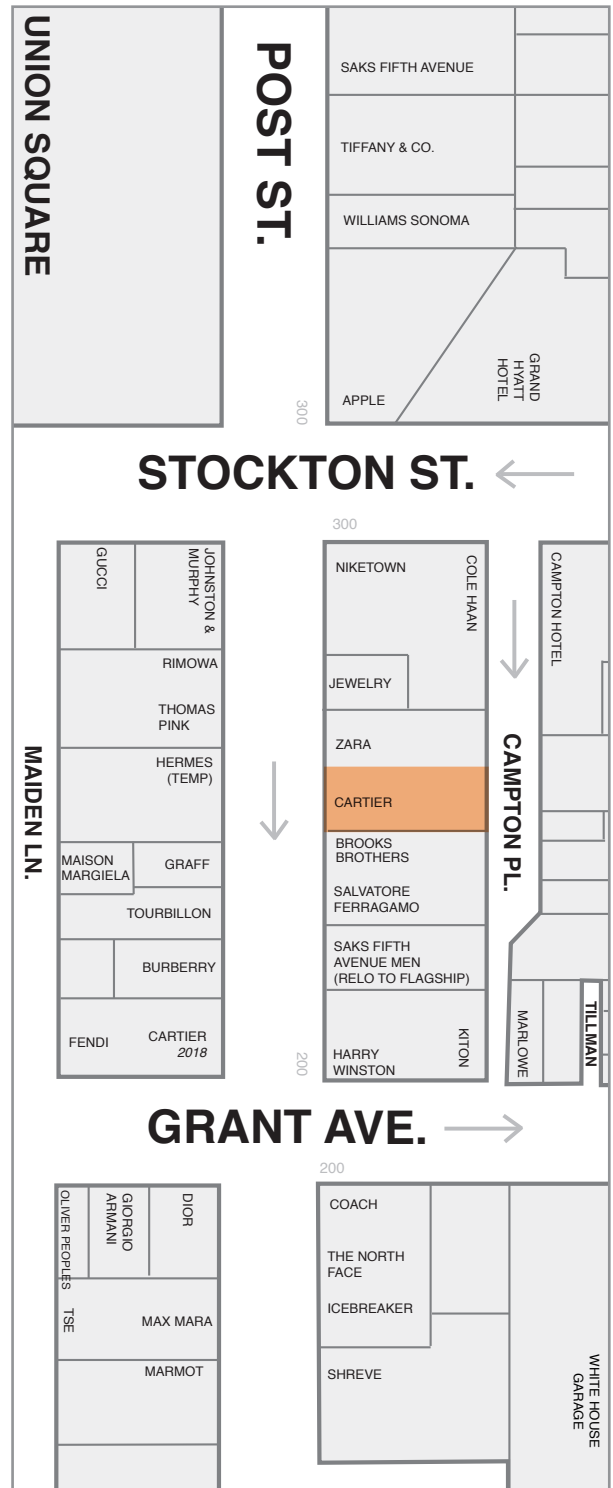 UNION SQUARE
POST ST.
SAKS FIFTH AVENUE
TIFFANY & CO.
WILLIAMS SONOMA
GRAND
HYATT
HOTEL
APPLE
300
STOCKTON ST.
300
GUCCI
JOHNSTON &
MURPHY
RIMOWA
THOMAS
PINK
HERMES
(TEMP)
MAISON
MARGIELA
GRAFF
TOURBILLON
BURBERRY
FENDI
CARTIER
2018
MAIDEN LN.
NIKETOWN
COLE HAAN
JEWELRY
ZARA
CARTIER
BROOKS
BROTHERS
SALVATORE
FERRAGAMO
SAKS FIFTH
AVENUE MEN
(RELO TO FLAGSHIP)
HARRY
WINSTON
KITON
200
CAMPTON PL.
CAMPTON HOTEL
MARLOWE
TILLMAN
GRANT AVE.
200
OLIVER PEOPLES
GIORGIO
ARMANI
DIOR
TSE
MAX MARA
MARMOT
COACH
THE NORTH
FACE
ICEBREAKER
SHREVE
WHITE HOUSE
GARAGE